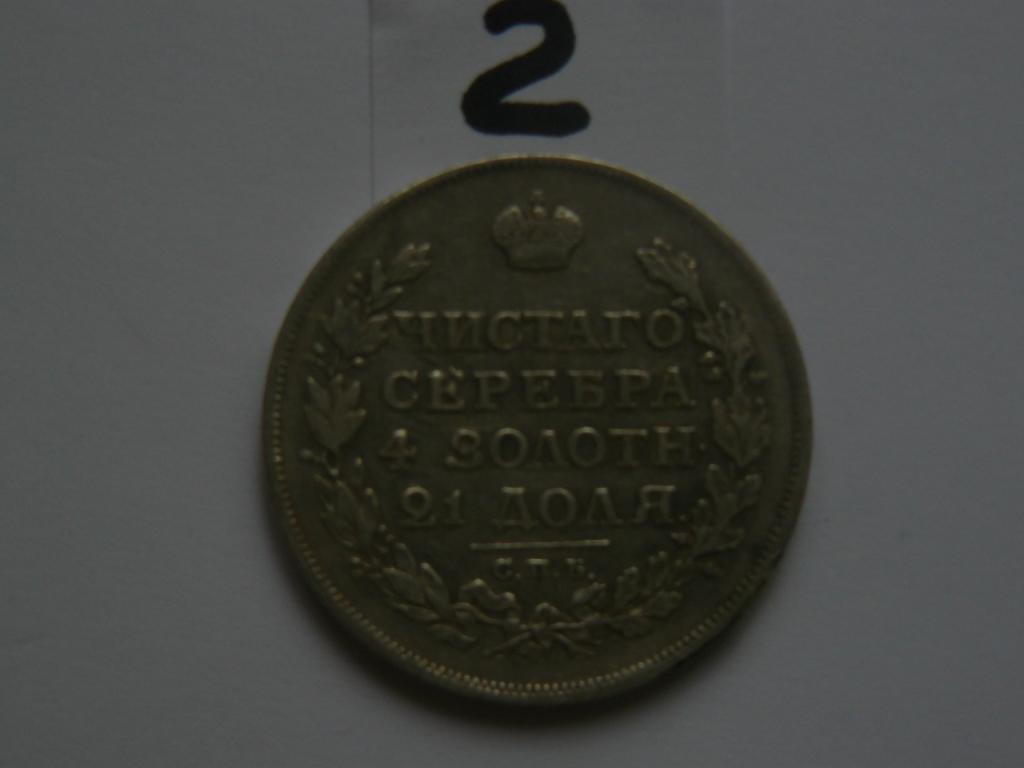 2
ЧИСТАГО
СЕРЕБРА
4 ЗОЛОТН.
21 ДОЛЯ.
С.П.Б.